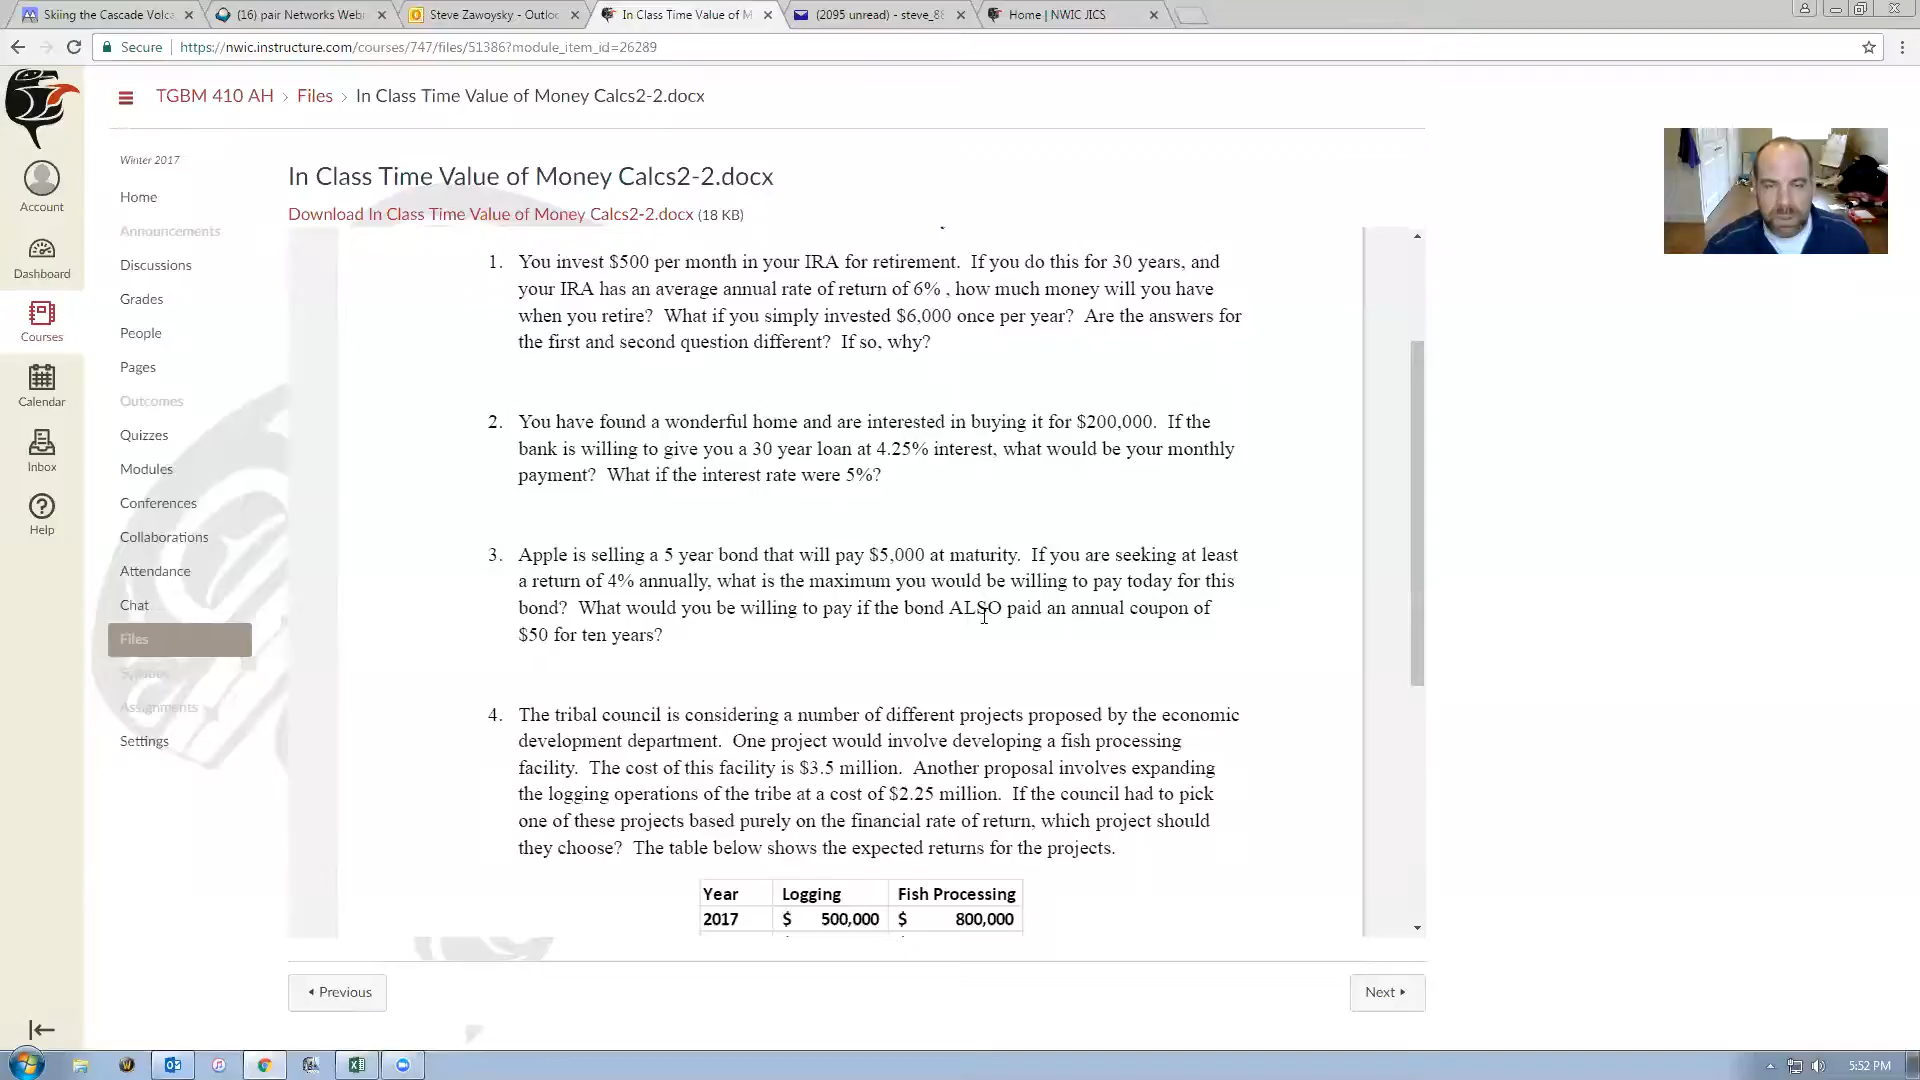 Skiing the Cascade Volca
(16) pair Networks Webm
Steve Zawoysky - Outloo
In Class Time Value of M
(2095 unread) - steve_88
Home | NWIC JICS
Secure | https://nwic.instructure.com/courses/747/files/51386?module_item_id=26289
TGBM 410 AH > Files > In Class Time Value of Money Calcs2-2.docx
Account
Dashboard
Courses
Calendar
Inbox
Help
Winter 2017
Home
Announcements
Discussions
Grades
People
Pages
Outcomes
Quizzes
Modules
Conferences
Collaborations
Attendance
Chat
Files
Syllabus
Assignments
Settings
In Class Time Value of Money Calcs2-2.docx
Download In Class Time Value of Money Calcs2-2.docx (18 KB)
1. You invest $500 per month in your IRA for retirement. If you do this for 30 years, and
your IRA has an average annual rate of return of 6% , how much money will you have
when you retire? What if you simply invested $6,000 once per year? Are the answers for
the first and second question different? If so, why?
2. You have found a wonderful home and are interested in buying it for $200,000. If the
bank is willing to give you a 30 year loan at 4.25% interest, what would be your monthly
payment? What if the interest rate were 5%?
3. Apple is selling a 5 year bond that will pay $5,000 at maturity. If you are seeking at least
a return of 4% annually, what is the maximum you would be willing to pay today for this
bond? What would you be willing to pay if the bond ALSO paid an annual coupon of
$50 for ten years?
4. The tribal council is considering a number of different projects proposed by the economic
development department. One project would involve developing a fish processing
facility. The cost of this facility is $3.5 million. Another proposal involves expanding
the logging operations of the tribe at a cost of $2.25 million. If the council had to pick
one of these projects based purely on the financial rate of return, which project should
they choose? The table below shows the expected returns for the projects.
Year Logging Fish Processing
2017 $ 500,000 $ 800,000
Previous
Next
5:52 PM